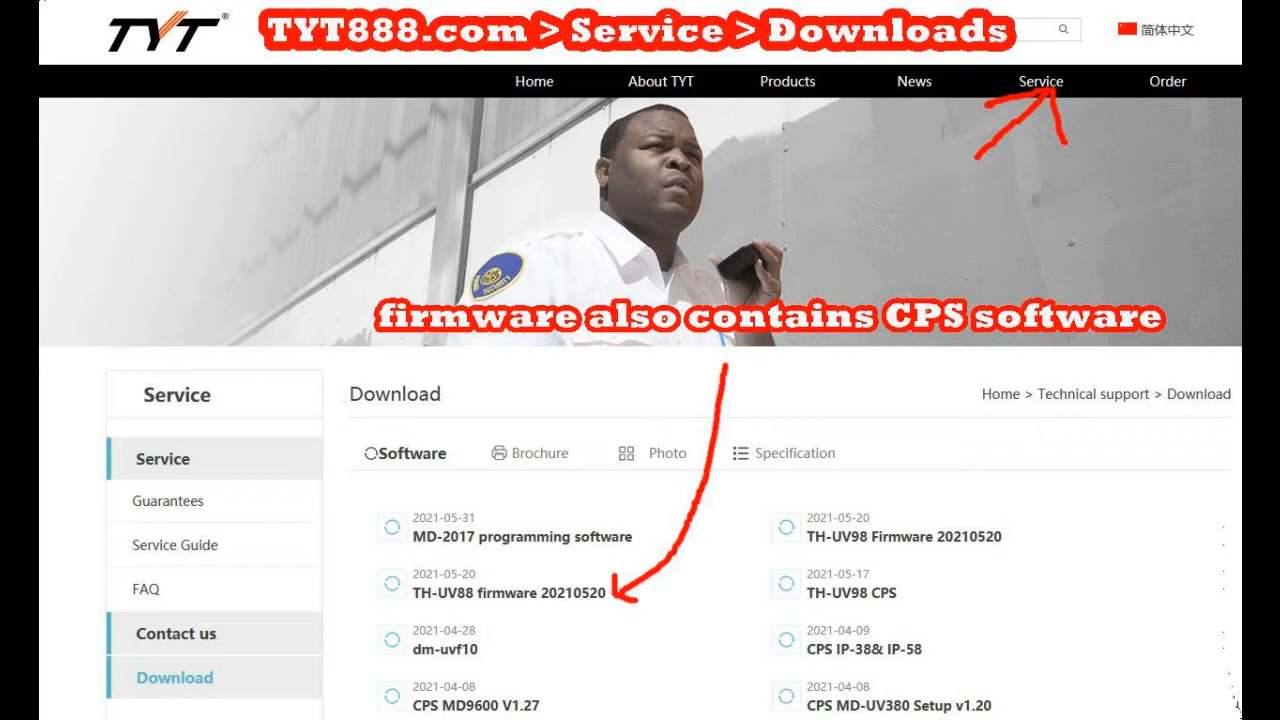 TYT®
TYT888.com > Service > Downloads
简体中文
Home About TYT Products News Service Order
SECURITY
firmware also contains CPS software
Service
Download
Home > Technical support > Download
Service
Software Brochure Photo Specification
Guarantees
Service Guide
FAQ
Contact us
Download
2021-05-31
MD-2017 programming software
2021-05-20
TH-UV98 Firmware 20210520
2021-05-20
TH-UV88 firmware 20210520
2021-05-17
TH-UV98 CPS
2021-04-28
dm-uvf10
2021-04-09
CPS IP-38& IP-58
2021-04-08
CPS MD9600 V1.27
2021-04-08
CPS MD-UV380 Setup v1.20